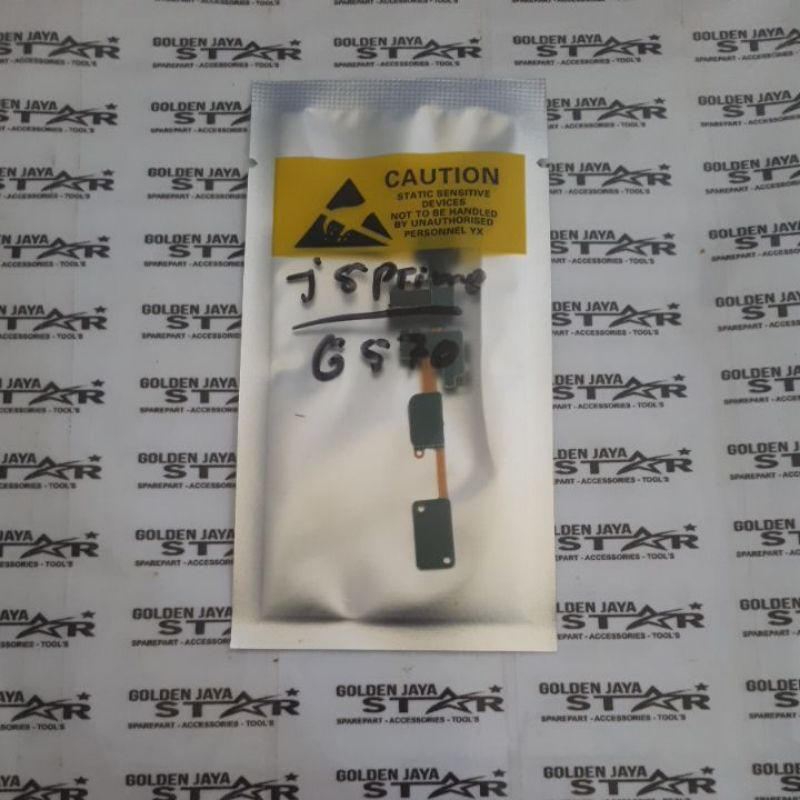 GOLDEN JAYA
STAR
SPAREPART - ACCESSORIES - TOOL'S
CAUTION
STATIC SENSITIVE
DEVICES
NOT TO BE HANDLED
BY UNAUTHORISED
PERSONNEL YX
J'5 Prime
G570